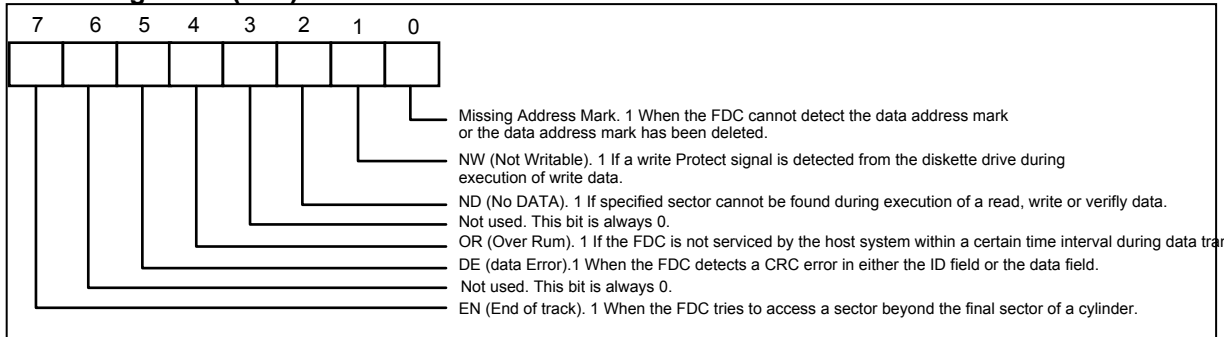 7 6 5 4 3 2 1 0
Missing Address Mark. 1 When the FDC cannot detect the data address mark
or the data address mark has been deleted.
NW (Not Writable). 1 If a write Protect signal is detected from the diskette drive during
execution of write data.
ND (No DATA). 1 If specified sector cannot be found during execution of a read, write or verifly data.
Not used. This bit is always 0.
OR (Over Rum). 1 If the FDC is not serviced by the host system within a certain time interval during data
DE (data Error).1 When the FDC detects a CRC error in either the ID field or the data field.
Not used. This bit is always 0.
EN (End of track). 1 When the FDC tries to access a sector beyond the final sector of a cylinder.